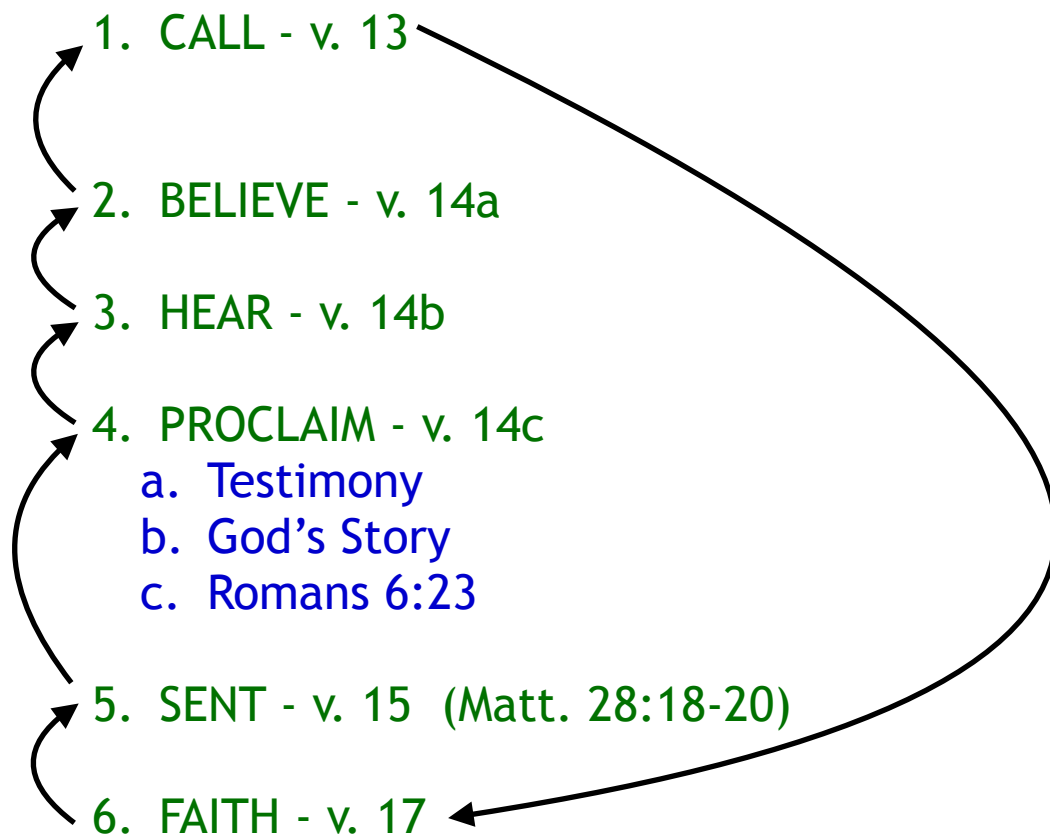 1. CALL - v. 13
2. BELIEVE - v. 14a
3. HEAR - v. 14b
4. PROCLAIM - v. 14c
a. Testimony
b. God’s Story
c. Romans 6:23
5. SENT - v. 15 (Matt. 28:18-20)
6. FAITH - v. 17